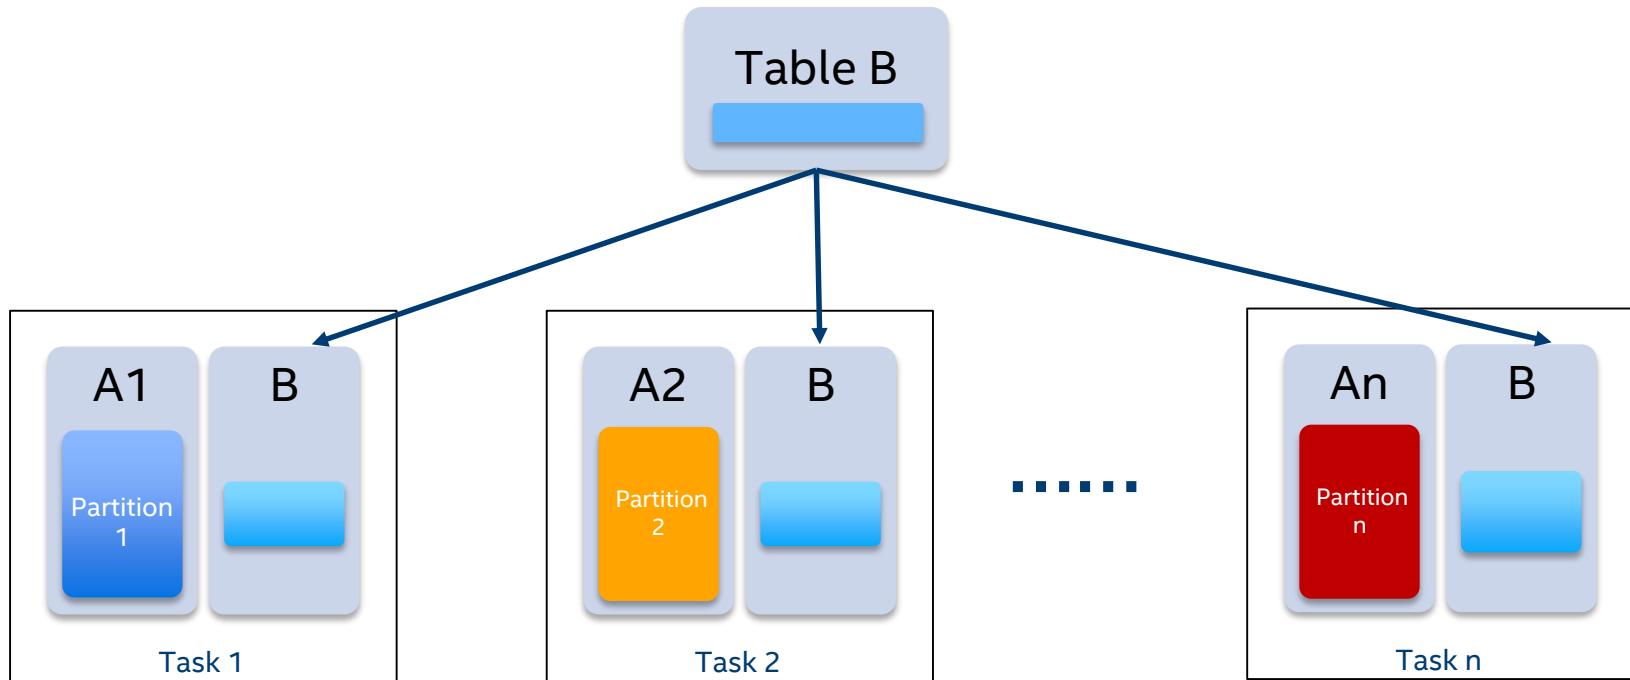 Table B
A1
B
Partition
1
Task 1
A2
B
Partition
2
Task 2
An
B
Partition
n
Task n